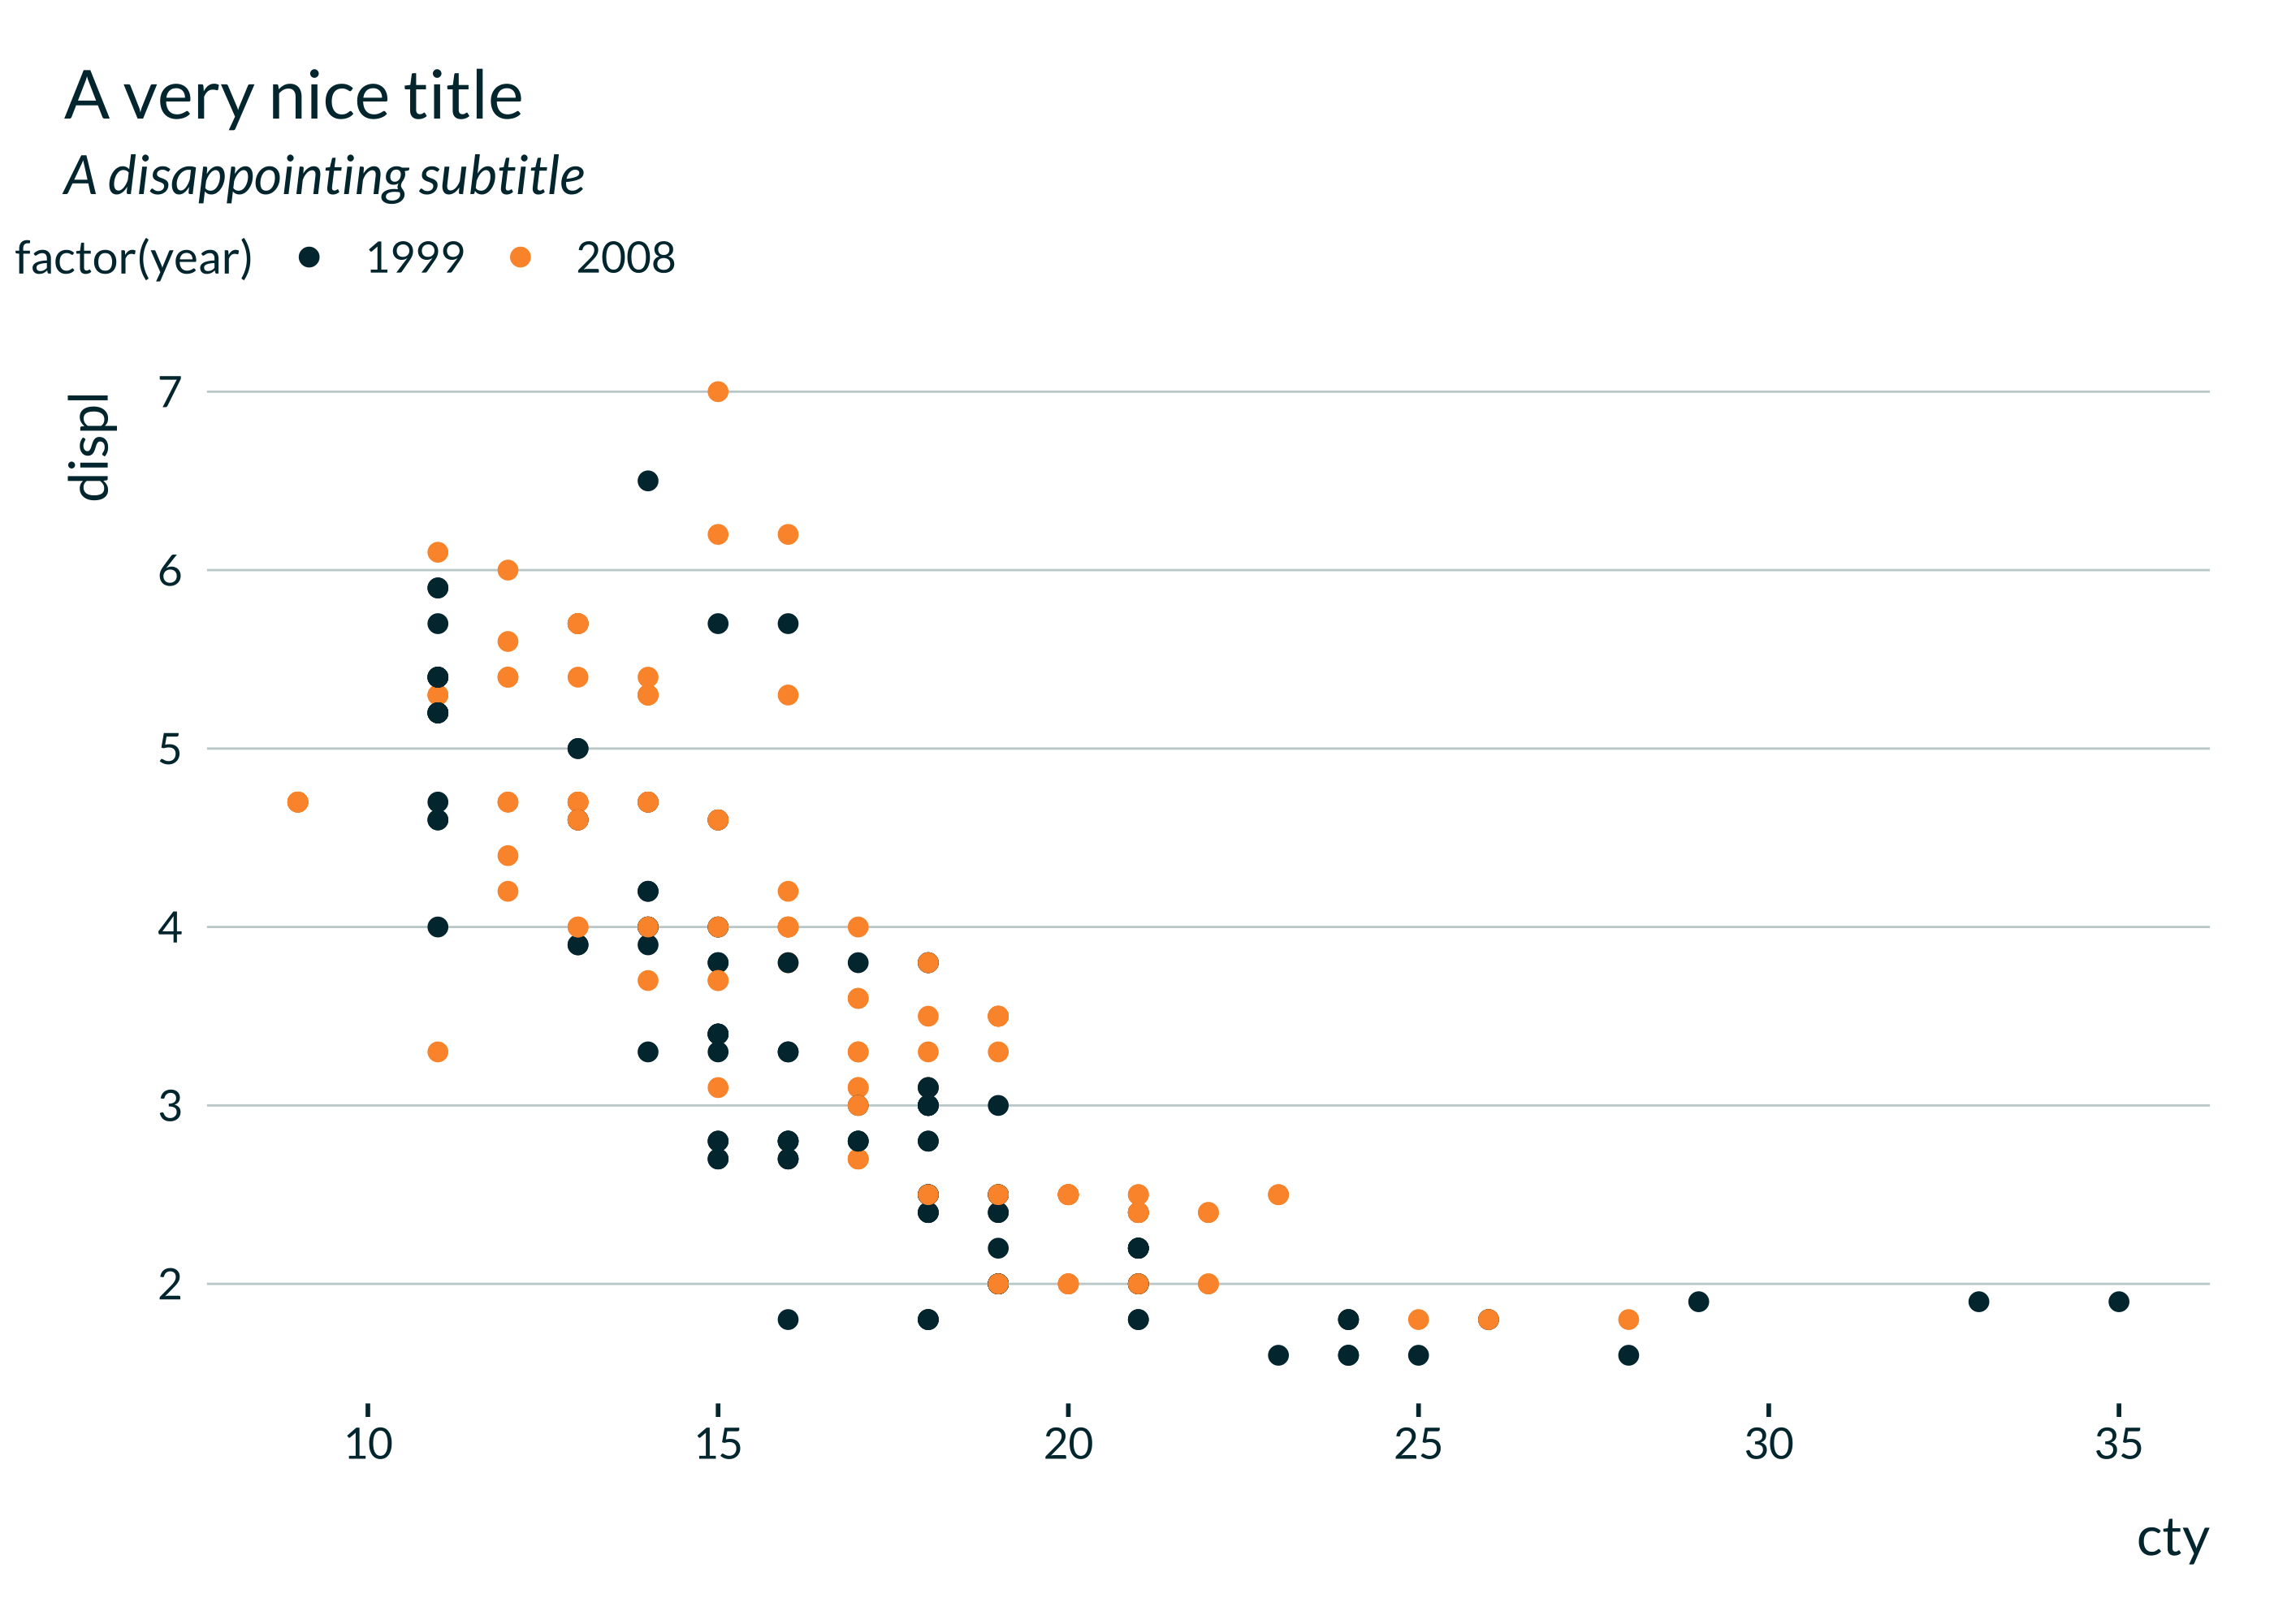 A very nice title
A disappointing subtitle
factor(year) 1999 2008
displ
7
6
5
4
3
2
10 15 20 25 30 35
cty